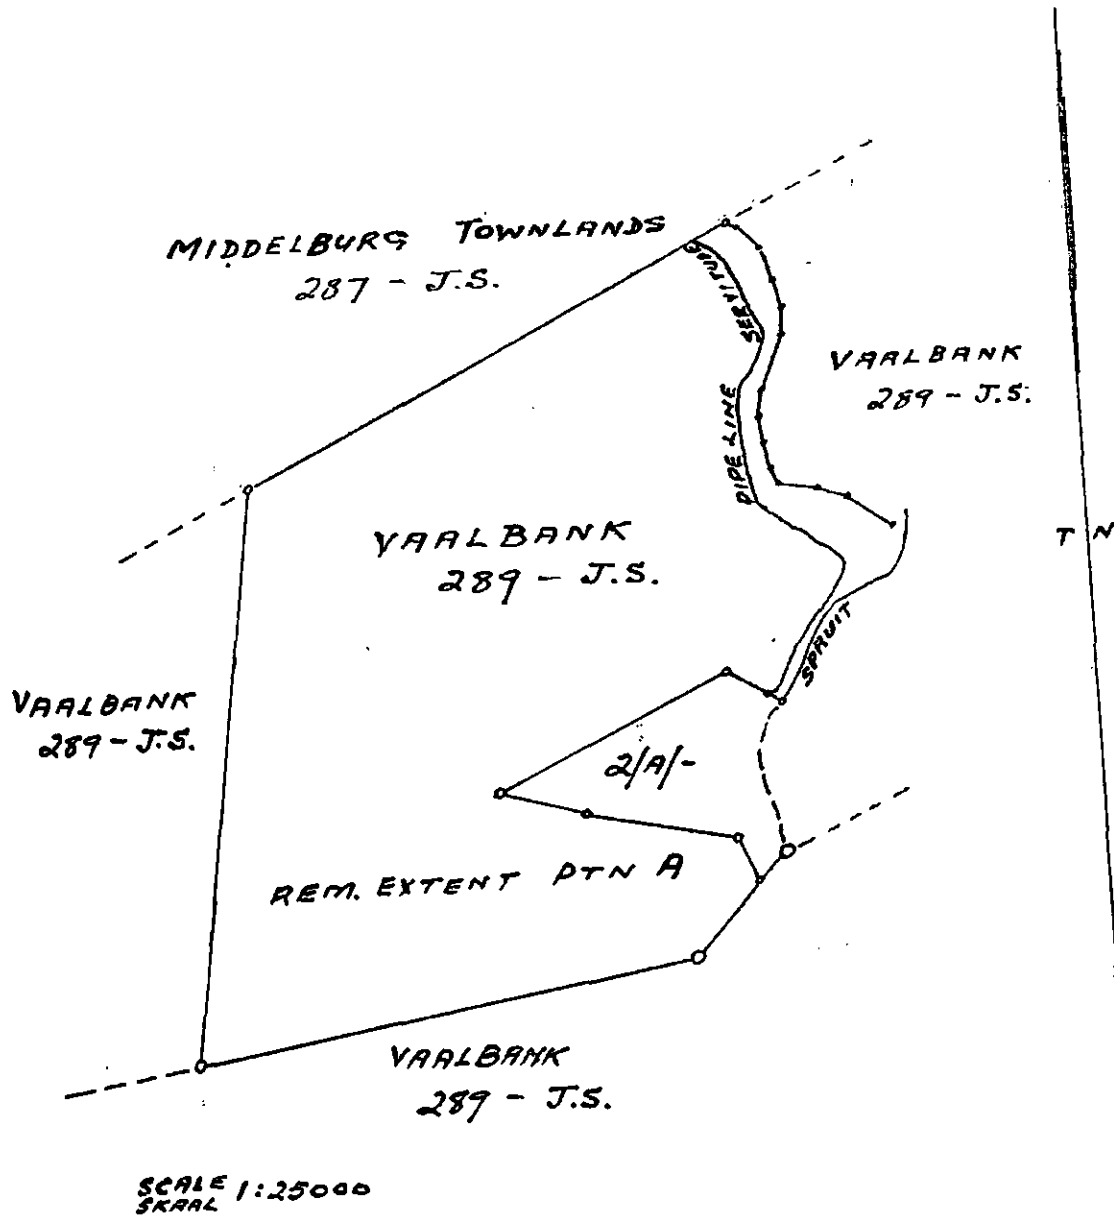 MIDDELBURG TOWNLANDS
287 - J.S.
SERVITUDE
VAALBANK
289 - J.S.
PIPE LINE
VAALBANK
289 - J.S.
T N
SPRUIT
VAALBANK
289 - J.S.
2/A/-
REM. EXTENT PTN A
VAALBANK
289 - J.S.
SCALE 1:25000
SKAAL